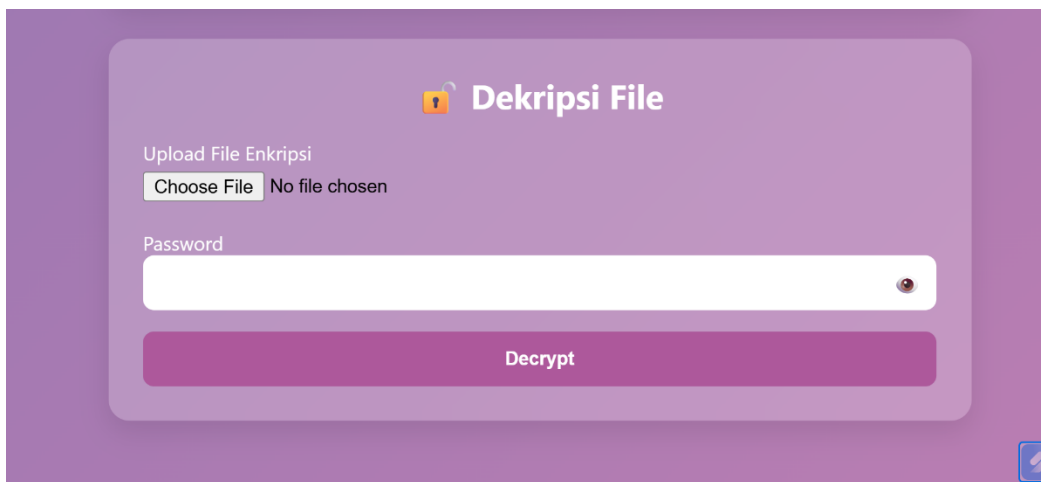 Dekripsi File
Upload File Enkripsi
Choose File No file chosen
Password
Decrypt